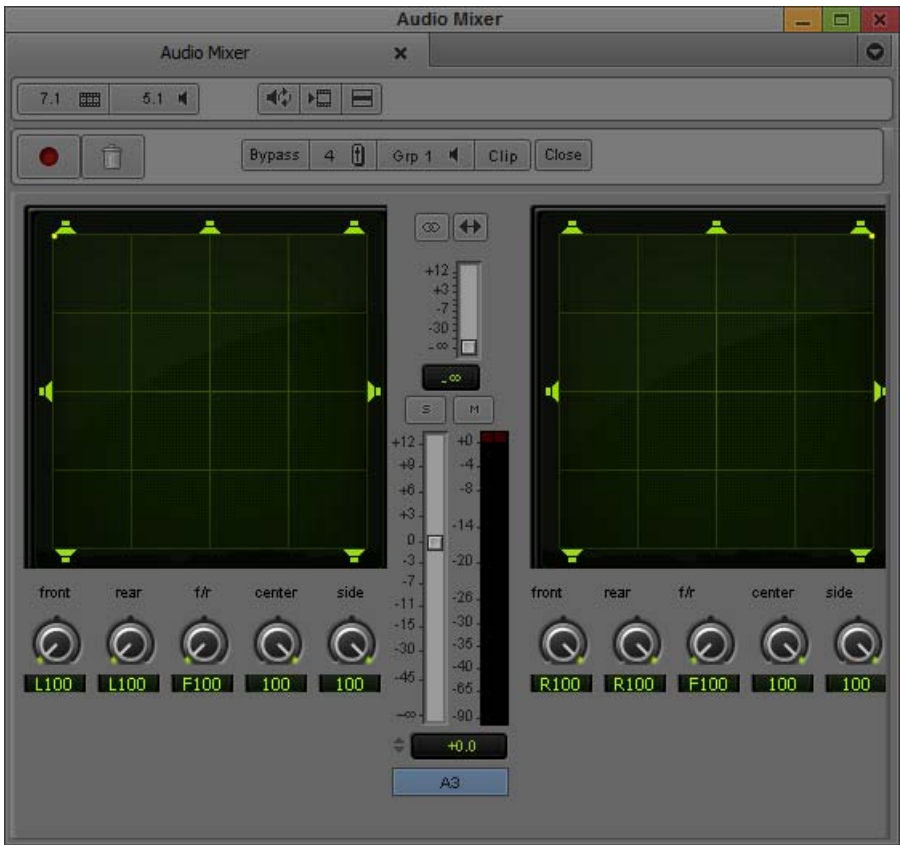 Audio Mixer
Audio Mixer
7.1 5.1
Bypass 4 Grp 1 Clip Close
+12
+3
-7
-30
-∞
-∞
S M
+12 +0
+9 -4
+6 -8
+3
-14
0
-3 -20
-7
-11 -26
-15 -30
-30 -35
-40
-45
-65
-∞ -90
front rear f/r center side
L100 L100 F100 100 100
front rear f/r center side
R100 R100 F100 100 100
+0.0
A3